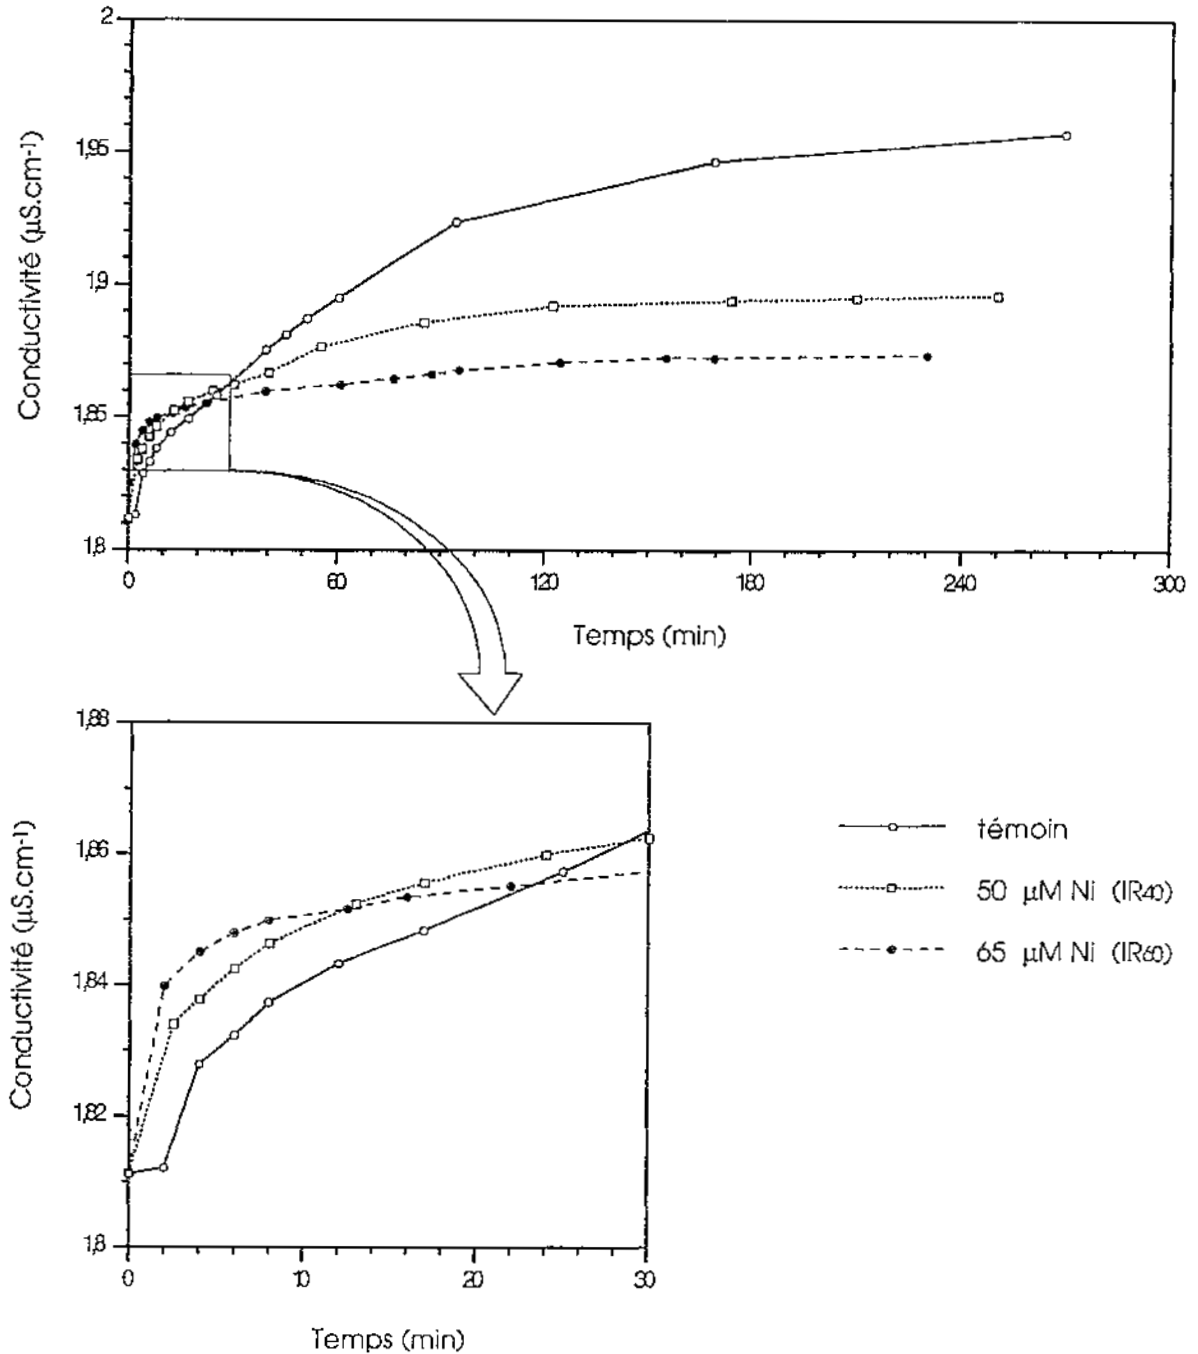 2
1,95
1,9
1,85
1,8
Conductivité (µS.cm-1)
0 60 120 180 240 300
Temps (min)
1,88
1,86
1,84
1,82
1,8
Conductivité (µS.cm-1)
0 10 20 30
Temps (min)
témoin
50 µM Ni (IR40)
65 µM Ni (IR60)